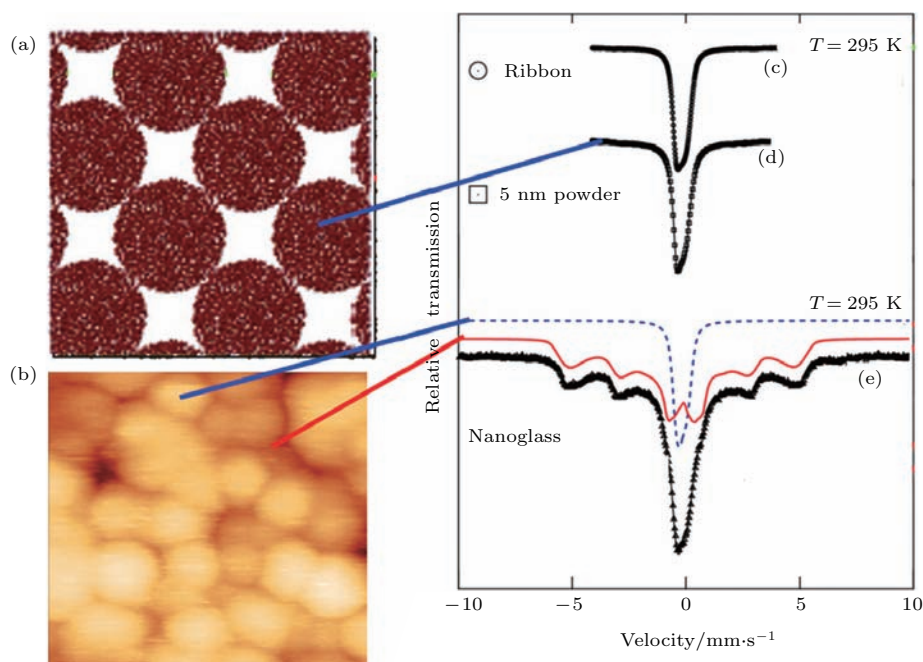 (a)
(b)
T = 295 K
(c)
Ribbon
(d)
5 nm powder
T = 295 K
(e)
Nanoglass
Relative transmission
−10
−5
0
5
10
Velocity/mm·s−1